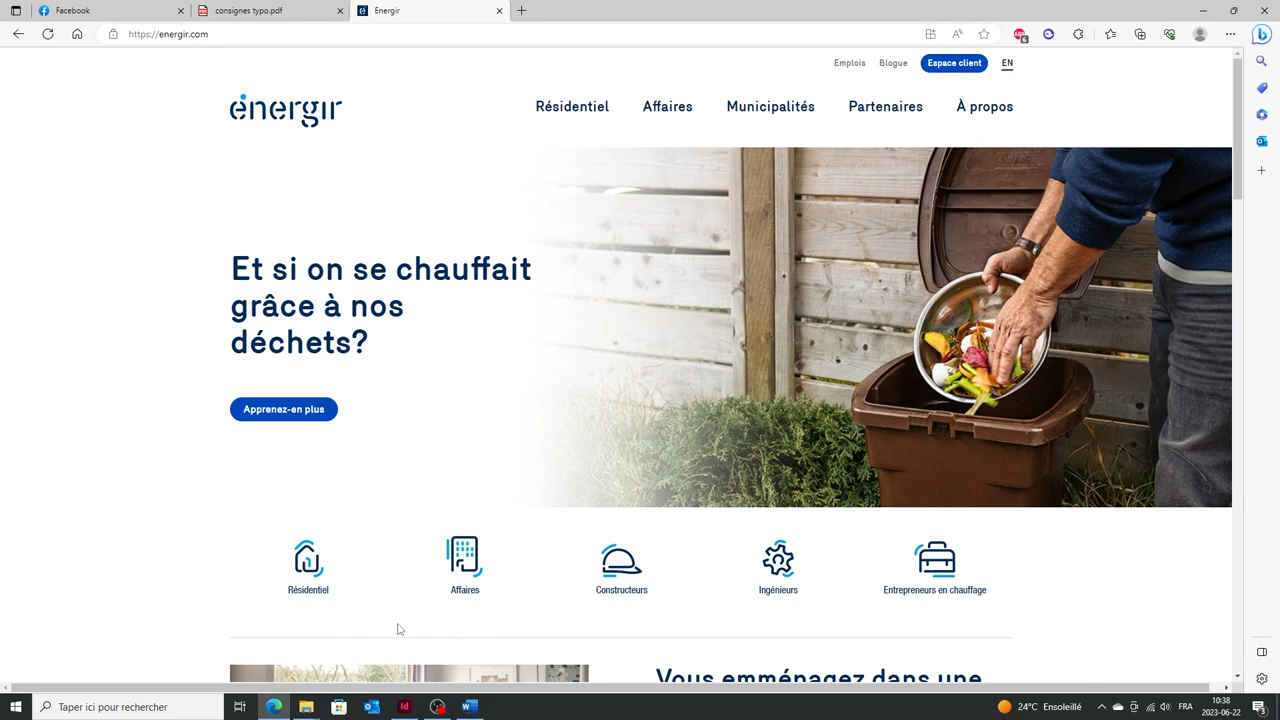 Facebook
consignes typo.pdf
Énergir
https://energir.com
6
Emplois
Blogue
Espace client
EN
énergir
Résidentiel
Affaires
Municipalités
Partenaires
À propos
Et si on se chauffait
grâce à nos
déchets?
Apprenez-en plus
Résidentiel
Affaires
Constructeurs
Ingénieurs
Entrepreneurs en chauffage
Vous emménagez dans une
Taper ici pour rechercher
24°C Ensoleillé
FRA
10:38
2023-06-22